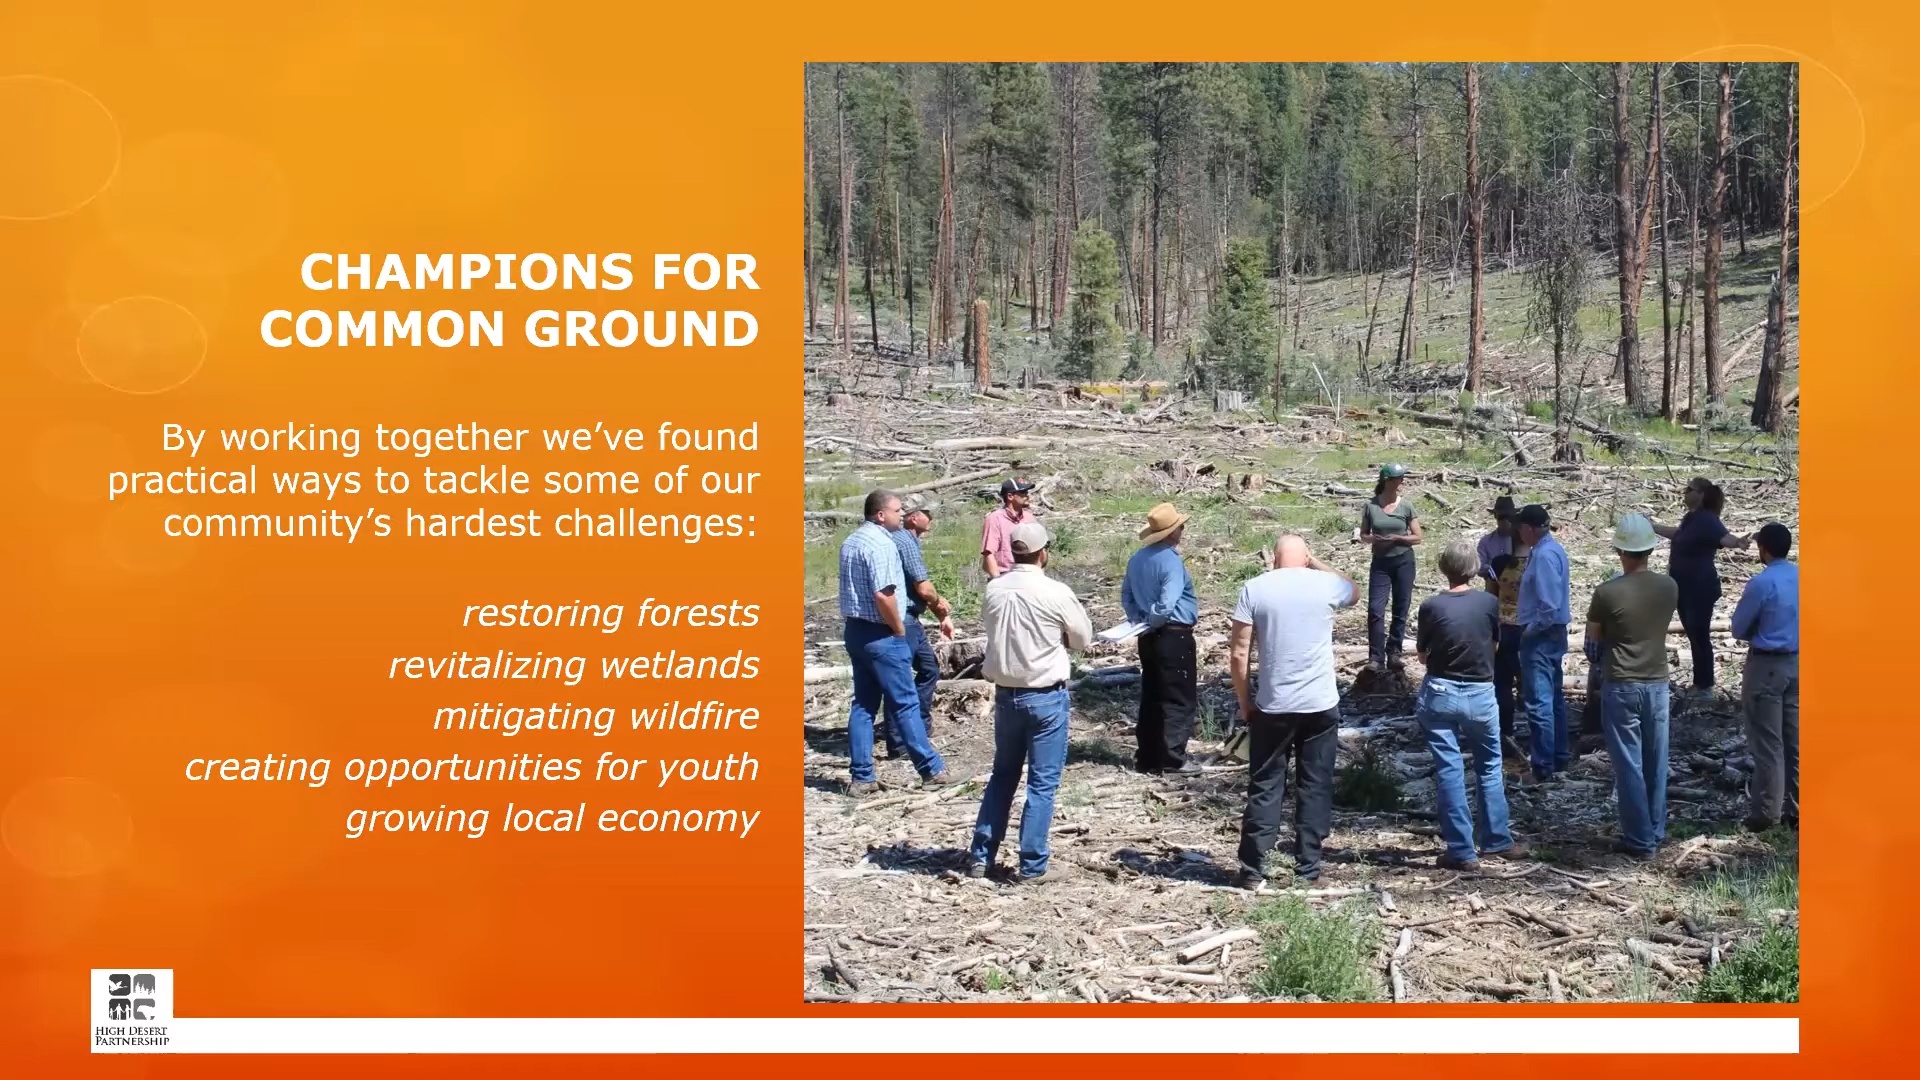 CHAMPIONS FOR
COMMON GROUND
By working together we’ve found
practical ways to tackle some of our
community’s hardest challenges:
restoring forests
revitalizing wetlands
mitigating wildfire
creating opportunities for youth
growing local economy
HIGH DESERT
PARTNERSHIP